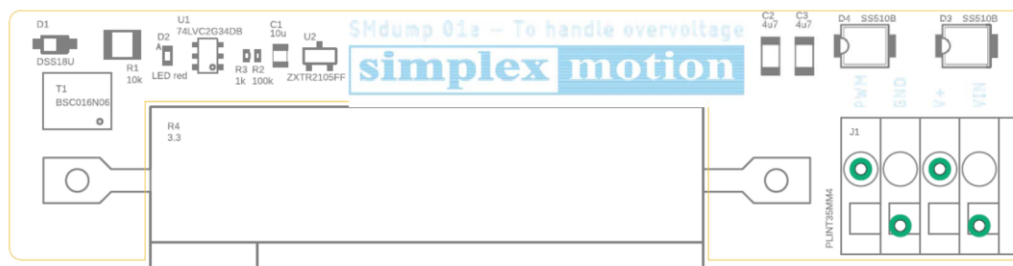 SMdump 01a – To handle overvoltage
simplex motion
D1
DSS18U
R1
10k
D2
A
LED red
U1
74LVC2G34DB
R3
1k
R2
100k
C1
10u
U2
ZXTR2105FF
C2
4u7
C3
4u7
D4 SS510B
D3 SS510B
T1
BSC016N06
PWM
GND
V+
VIN
R4
3.3
J1
PLINT35MM4